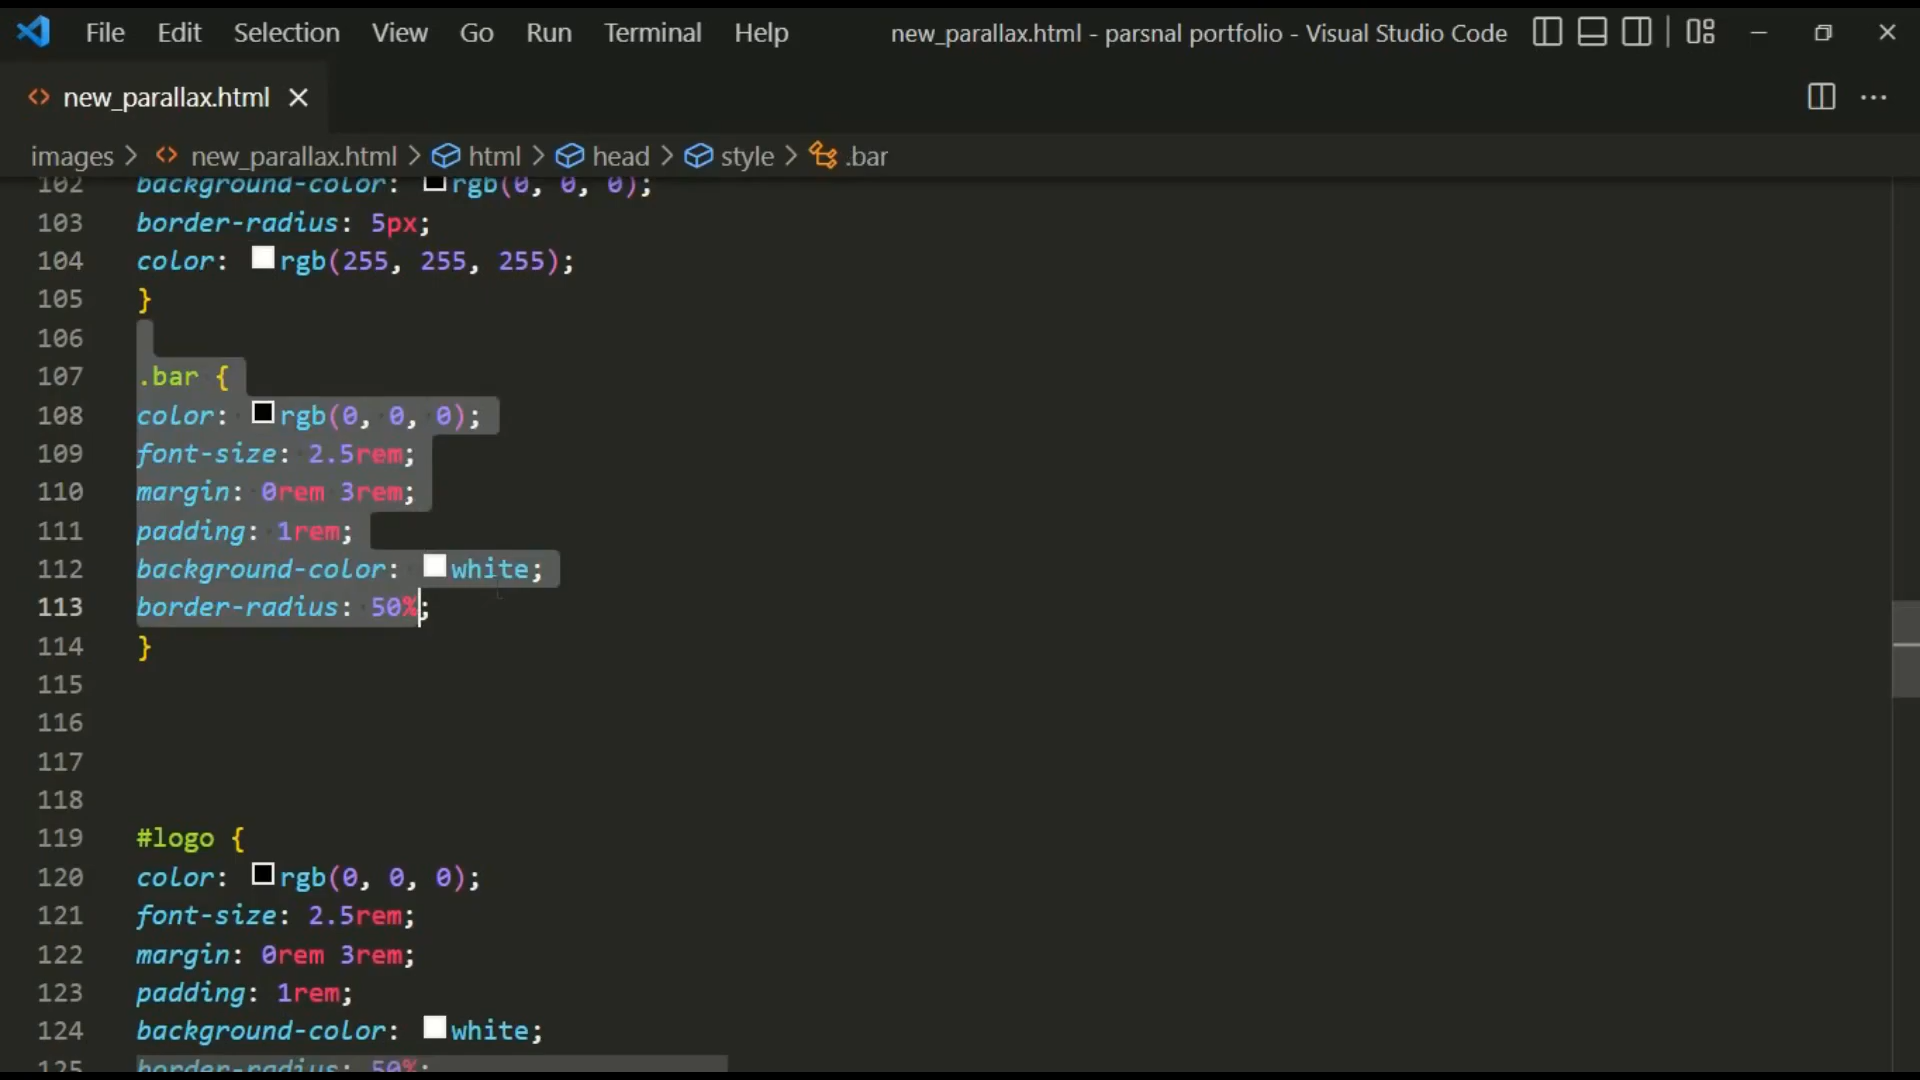 File Edit Selection View Go Run Terminal Help new_parallax.html - parsnal portfolio - Visual Studio Code
new_parallax.html
images > new_parallax.html > html > head > style > .bar
102 background-color: rgb(0, 0, 0);
103 border-radius: 5px;
104 color: rgb(255, 255, 255);
105 }
106
107 .bar {
108 color: rgb(0, 0, 0);
109 font-size: 2.5rem;
110 margin: 0rem 3rem;
111 padding: 1rem;
112 background-color: white;
113 border-radius: 50%;
114 }
115
116
117
118
119 #logo {
120 color: rgb(0, 0, 0);
121 font-size: 2.5rem;
122 margin: 0rem 3rem;
123 padding: 1rem;
124 background-color: white;
125 border-radius: 50%;